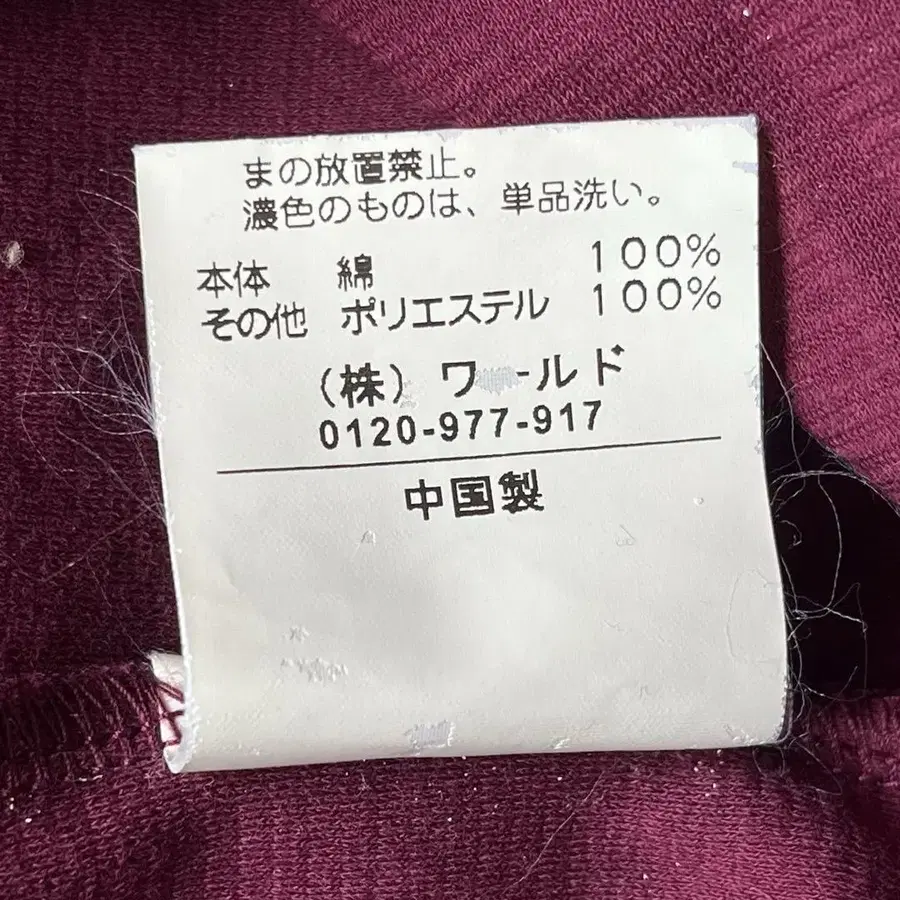 まの放置禁止。
濃色のものは、単品洗い。
本体 綿 100%
その他 ポリエステル 100%
(株) ワールド
0120-977-917
中国製